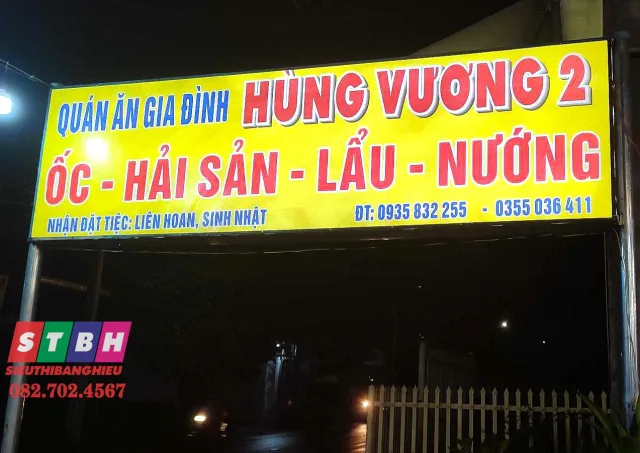 QUÁN ĂN GIA ĐÌNH HÙNG VƯƠNG 2
ỐC - HẢI SẢN - LẨU - NƯỚNG
NHẬN ĐẶT TIỆC: LIÊN HOAN, SINH NHẬT ĐT: 0935 832 255 - 0355 036 411
STBH
SIEUTHIBANGHIEU
082.702.4567